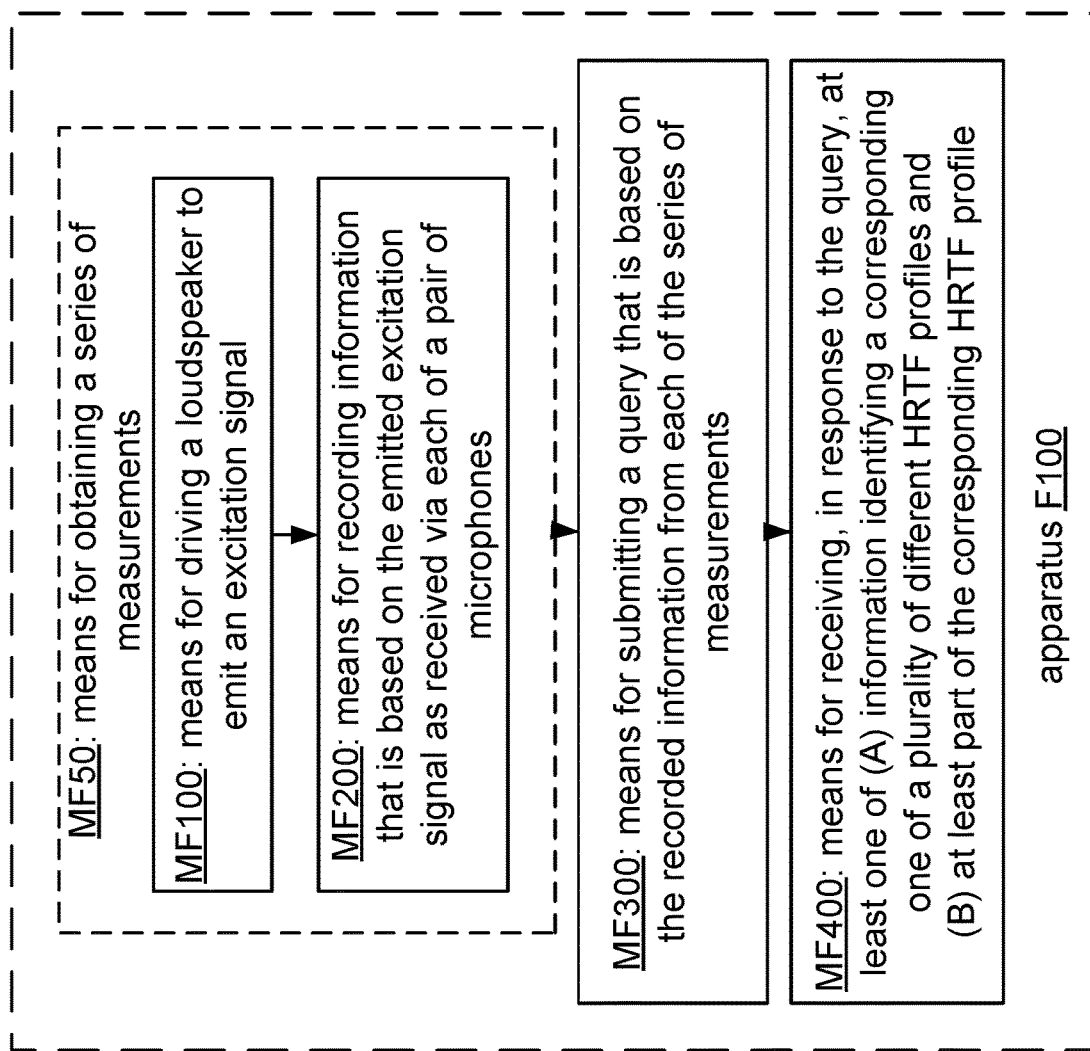 MF50: means for obtaining a series of
measurements
MF100: means for driving a loudspeaker to
emit an excitation signal
MF200: means for recording information
that is based on the emitted excitation
signal as received via each of a pair of
microphones
MF300: means for submitting a query that is based on
the recorded information from each of the series of
measurements
MF400: means for receiving, in response to the query, at
least one of (A) information identifying a corresponding
one of a plurality of different HRTF profiles and
(B) at least part of the corresponding HRTF profile
apparatus F100